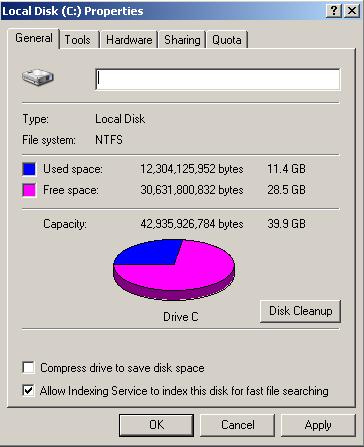 Local Disk (C:) Properties
General Tools Hardware Sharing Quota
Type: Local Disk
File system: NTFS
Used space: 12,304,125,952 bytes 11.4 GB
Free space: 30,631,800,832 bytes 28.5 GB
Capacity: 42,935,926,784 bytes 39.9 GB
Drive C
Disk Cleanup
Compress drive to save disk space
Allow Indexing Service to index this disk for fast file searching
OK Cancel Apply